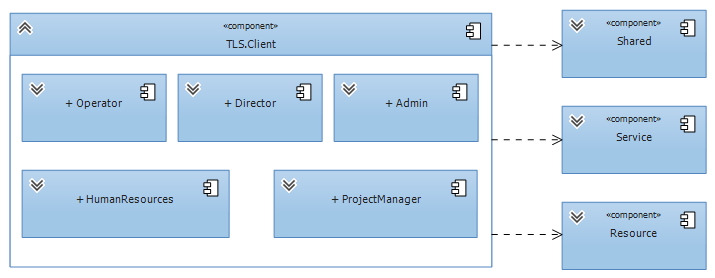 «component»
TLS.Client
+ Operator
+ Director
+ Admin
+ HumanResources
+ ProjectManager
«component»
Shared
«component»
Service
«component»
Resource